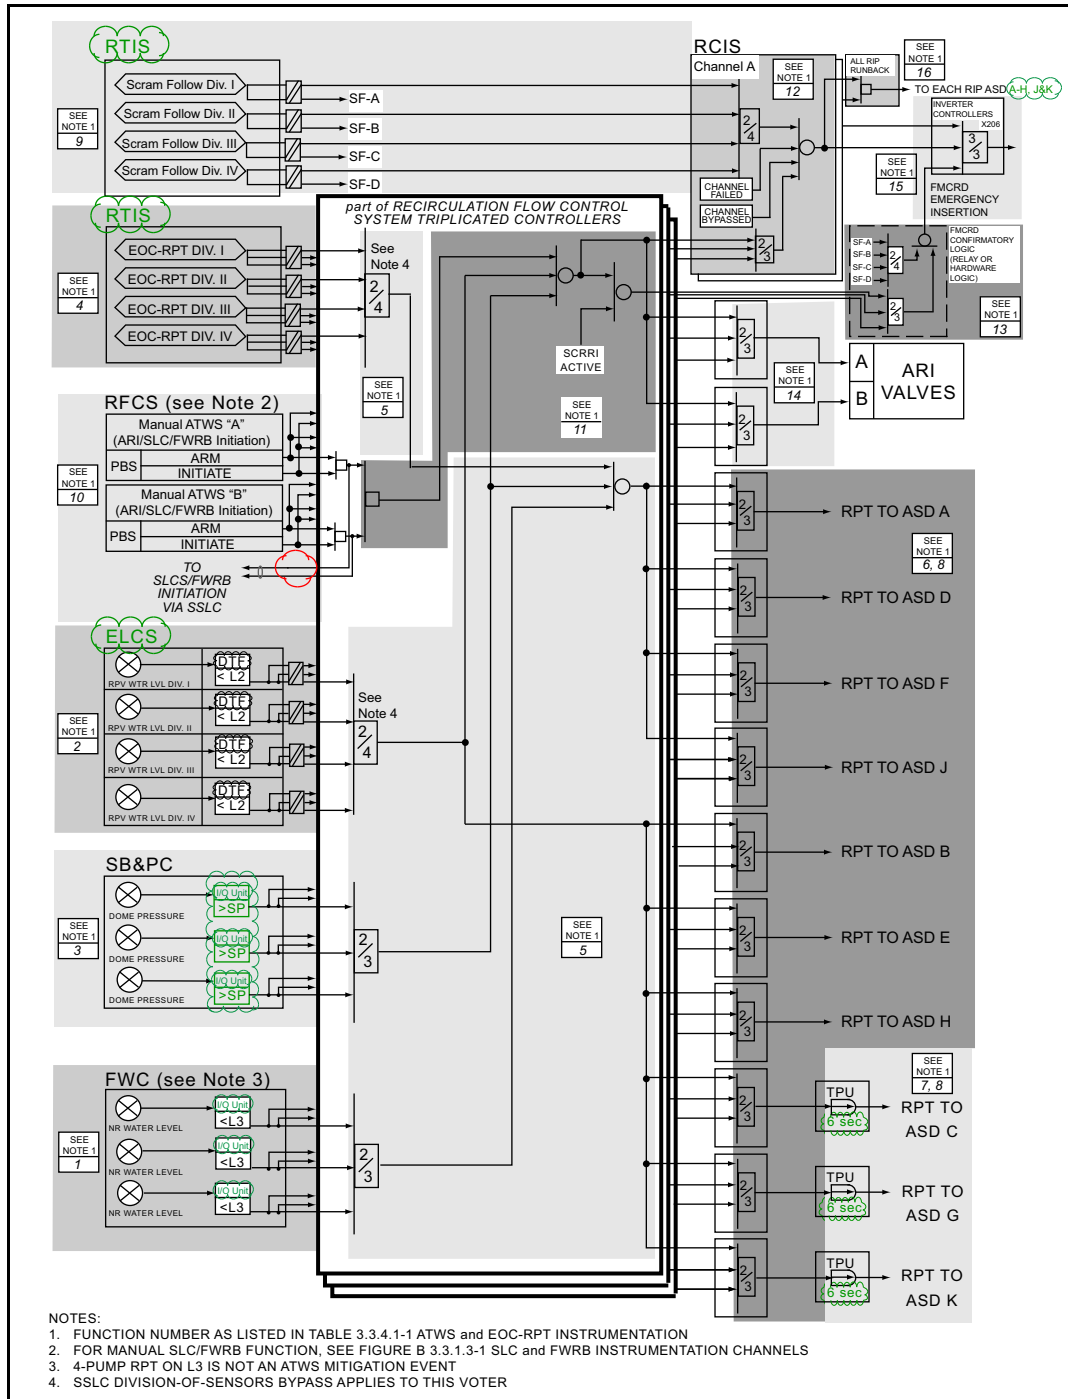 RTIS
Scram Follow Div. I
Scram Follow Div. II
Scram Follow Div. III
Scram Follow Div. IV
SF-A
SF-B
SF-C
SF-D
SEE
NOTE 1
9
RCIS
Channel A
SEE
NOTE 1
12
2/4
CHANNEL
FAILED
CHANNEL
BYPASSED
2/3
ALL RIP
RUNBACK
SEE
NOTE 1
16
TO EACH RIP ASD A-H, J&K
INVERTER
CONTROLLERS
X206
3/3
SEE
NOTE 1
15
FMCRD
EMERGENCY
INSERTION
SF-A
SF-B
SF-C
SF-D
2/4
2/3
FMCRD
CONFIRMATORY
LOGIC
(RELAY OR
HARDWARE
LOGIC)
SEE
NOTE 1
13
RTIS
EOC-RPT DIV. I
EOC-RPT DIV. II
EOC-RPT DIV. III
EOC-RPT DIV. IV
SEE
NOTE 1
4
part of RECIRCULATION FLOW CONTROL
SYSTEM TRIPLICATED CONTROLLERS
See
Note 4
2/4
SEE
NOTE 1
5
SCRRI
ACTIVE
SEE
NOTE 1
11
2/3
2/3
SEE
NOTE 1
14
A
B
ARI
VALVES
RFCS (see Note 2)
Manual ATWS “A”
(ARI/SLC/FWRB Initiation)
PBS
ARM
INITIATE
Manual ATWS “B”
(ARI/SLC/FWRB Initiation)
PBS
ARM
INITIATE
SEE
NOTE 1
10
TO
SLCS/FWRB
INITIATION
VIA SSLC
ELCS
RPV WTR LVL DIV. I
DTF
< L2
RPV WTR LVL DIV. II
DTF
< L2
RPV WTR LVL DIV. III
DTF
< L2
RPV WTR LVL DIV. IV
DTF
< L2
SEE
NOTE 1
2
See
Note 4
2/4
SB&PC
DOME PRESSURE
I/O Unit
>SP
DOME PRESSURE
I/O Unit
>SP
DOME PRESSURE
I/O Unit
>SP
SEE
NOTE 1
3
2/3
SEE
NOTE 1
5
FWC (see Note 3)
NR WATER LEVEL
I/O Unit
<L3
NR WATER LEVEL
I/O Unit
<L3
NR WATER LEVEL
I/O Unit
<L3
SEE
NOTE 1
1
2/3
2/3
RPT TO ASD A
SEE
NOTE 1
6, 8
2/3
RPT TO ASD D
2/3
RPT TO ASD F
2/3
RPT TO ASD J
2/3
RPT TO ASD B
2/3
RPT TO ASD E
2/3
RPT TO ASD H
SEE
NOTE 1
7, 8
2/3
TPU
6 sec
RPT TO
ASD C
2/3
TPU
6 sec
RPT TO
ASD G
2/3
TPU
6 sec
RPT TO
ASD K
NOTES:
1. FUNCTION NUMBER AS LISTED IN TABLE 3.3.4.1-1 ATWS and EOC-RPT INSTRUMENTATION
2. FOR MANUAL SLC/FWRB FUNCTION, SEE FIGURE B 3.3.1.3-1 SLC and FWRB INSTRUMENTATION CHANNELS
3. 4-PUMP RPT ON L3 IS NOT AN ATWS MITIGATION EVENT
4. SSLC DIVISION-OF-SENSORS BYPASS APPLIES TO THIS VOTER